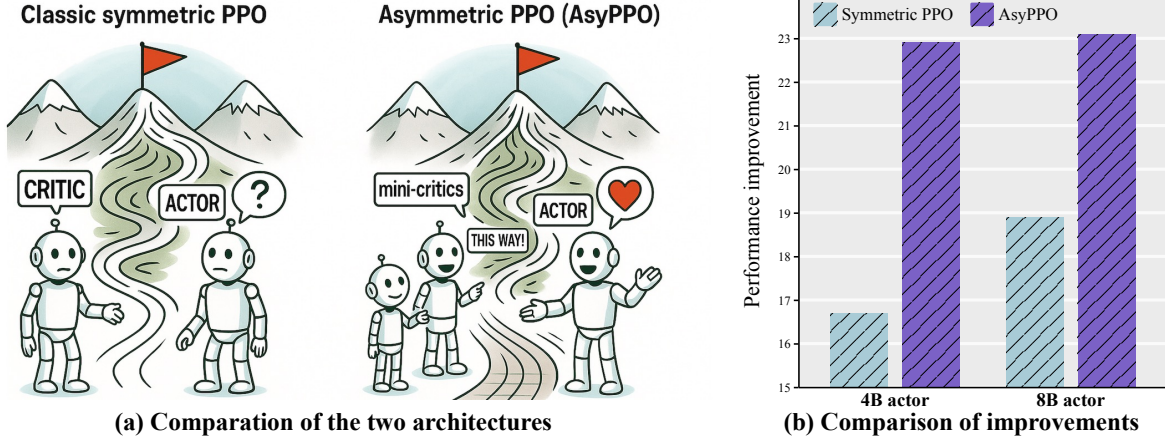 Classic symmetric PPO
CRITIC
ACTOR
?
Asymmetric PPO (AsyPPO)
mini-critics
THIS WAY!
ACTOR
(a) Comparation of the two architectures
Symmetric PPO
AsyPPO
Performance improvement
23
22
21
20
19
18
17
16
15
4B actor
8B actor
(b) Comparison of improvements